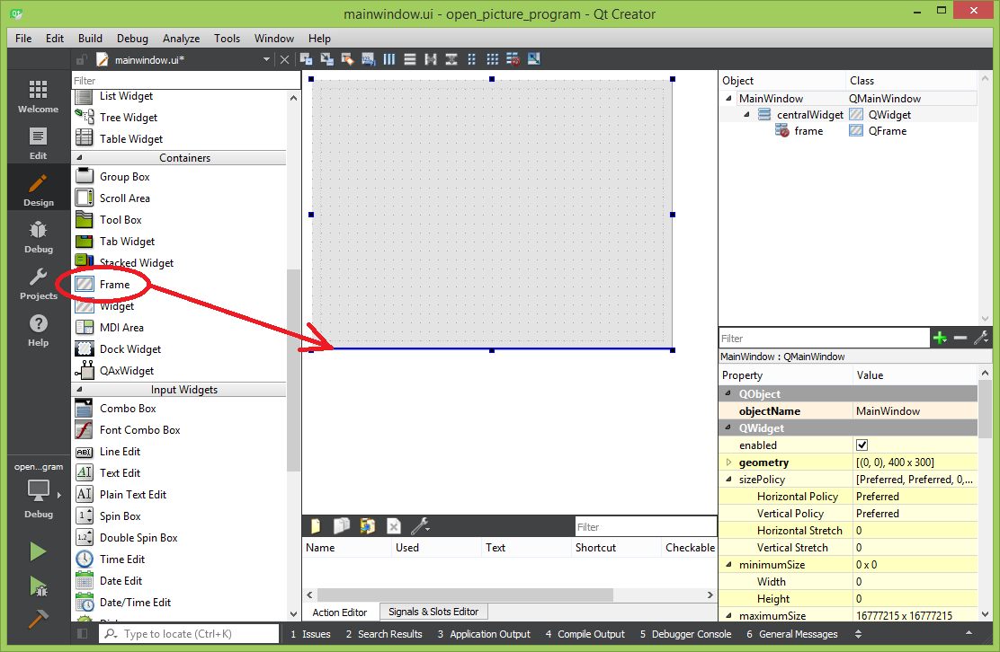 mainwindow.ui - open_picture_program - Qt Creator
File Edit Build Debug Analyze Tools Window Help
mainwindow.ui*
Welcome
Edit
Design
Debug
Projects
Help
open...gram
Debug
Filter
List Widget
Tree Widget
Table Widget
Containers
Group Box
Scroll Area
Tool Box
Tab Widget
Stacked Widget
Frame
Widget
MDI Area
Dock Widget
QAxWidget
Input Widgets
Combo Box
Font Combo Box
Line Edit
Text Edit
Plain Text Edit
Spin Box
Double Spin Box
Time Edit
Date Edit
Date/Time Edit
Filter
Name Used Text Shortcut Checkable
Action Editor Signals & Slots Editor
Object Class
MainWindow QMainWindow
centralWidget QWidget
frame QFrame
Filter
MainWindow : QMainWindow
Property Value
QObject
objectName MainWindow
QWidget
enabled
geometry [(0, 0), 400 x 300]
sizePolicy [Preferred, Preferred, 0,...
Horizontal Policy Preferred
Vertical Policy Preferred
Horizontal Stretch 0
Vertical Stretch 0
minimumSize 0 x 0
Width 0
Height 0
maximumSize 16777215 x 16777215
Type to locate (Ctrl+K) 1 Issues 2 Search Results 3 Application Output 4 Compile Output 5 Debugger Console 6 General Messages